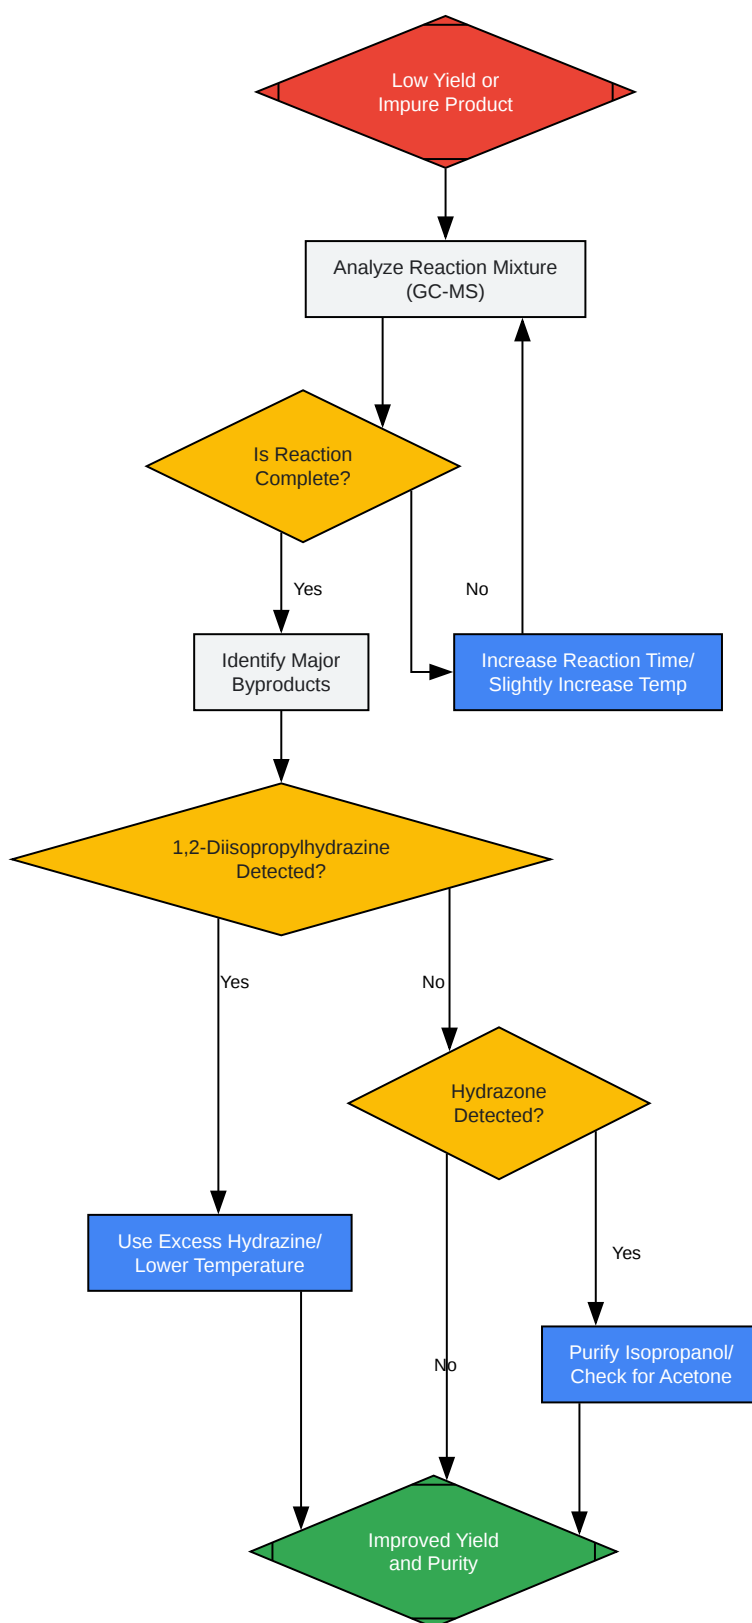 Low Yield or
Impure Product
Analyze Reaction Mixture
(GC-MS)
Is Reaction
Complete?
Yes
No
Identify Major
Byproducts
Increase Reaction Time/
Slightly Increase Temp
1,2-Diisopropylhydrazine
Detected?
Yes
No
Hydrazone
Detected?
Use Excess Hydrazine/
Lower Temperature
Yes
Purify Isopropanol/
Check for Acetone
No
Improved Yield
and Purity